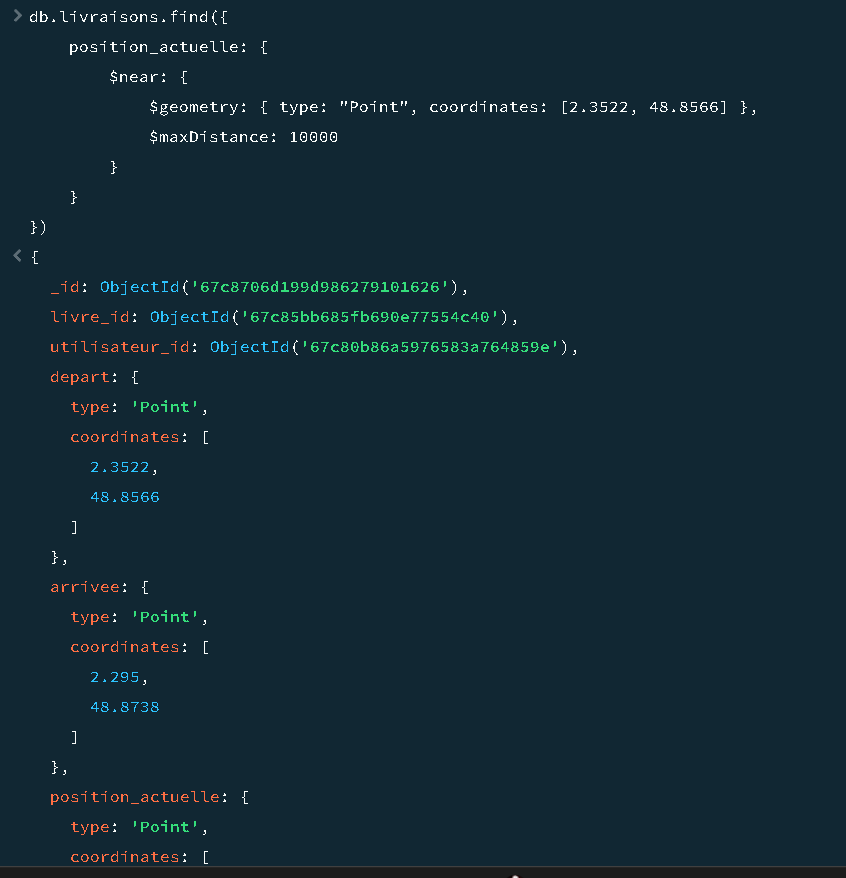 > db.livraisons.find({
position_actuelle: {
$near: {
$geometry: { type: "Point", coordinates: [2.3522, 48.8566] },
$maxDistance: 10000
}
}
})
< {
_id: ObjectId('67c8706d199d986279101626'),
livre_id: ObjectId('67c85bb685fb690e77554c40'),
utilisateur_id: ObjectId('67c80b86a5976583a764859e'),
depart: {
type: 'Point',
coordinates: [
2.3522,
48.8566
]
},
arrivee: {
type: 'Point',
coordinates: [
2.295,
48.8738
]
},
position_actuelle: {
type: 'Point',
coordinates: [